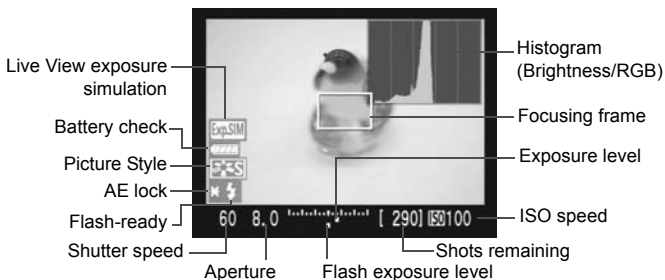 Histogram
(Brightness/RGB)
Live View exposure
simulation
Focusing frame
Battery check
Exp.SIM
Exposure level
Picture Style
S
AE lock
Flash-ready
60 8.0 [ 290] ISO 100
ISO speed
Shutter speed
Shots remaining
Aperture
Flash exposure level